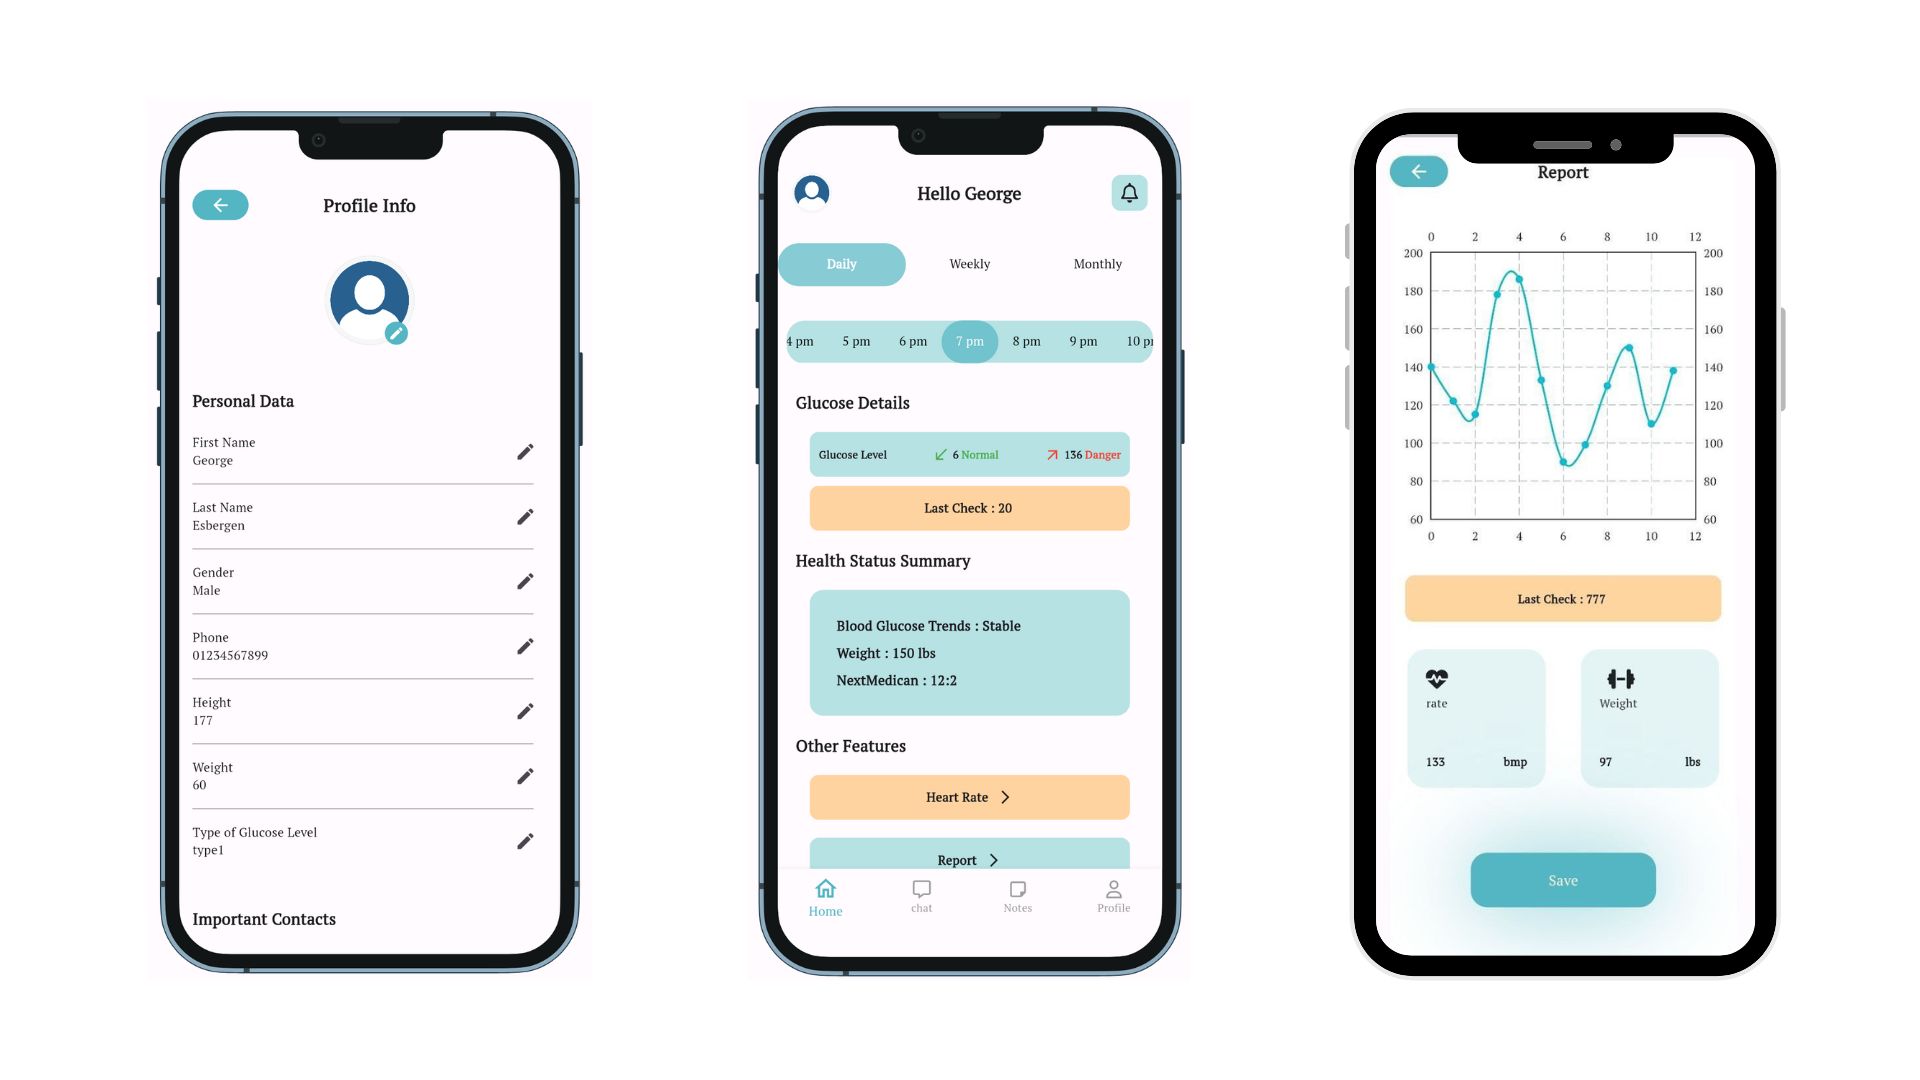 Profile Info
Personal Data
First Name
George
Last Name
Esbergen
Gender
Male
Phone
01234567899
Height
177
Weight
60
Type of Glucose Level
type1
Important Contacts
Hello George
Daily Weekly Monthly
4 pm 5 pm 6 pm 7 pm 8 pm 9 pm 10 p
Glucose Details
Glucose Level 6 Normal 136 Danger
Last Check : 20
Health Status Summary
Blood Glucose Trends : Stable
Weight : 150 lbs
NextMedican : 12:2
Other Features
Heart Rate
Report
Home chat Notes Profile
Report
0 2 4 6 8 10 12
200 200
180 180
160 160
140 140
120 120
100 100
80 80
60 60
0 2 4 6 8 10 12
Last Check : 777
rate Weight
133 bmp 97 lbs
Save